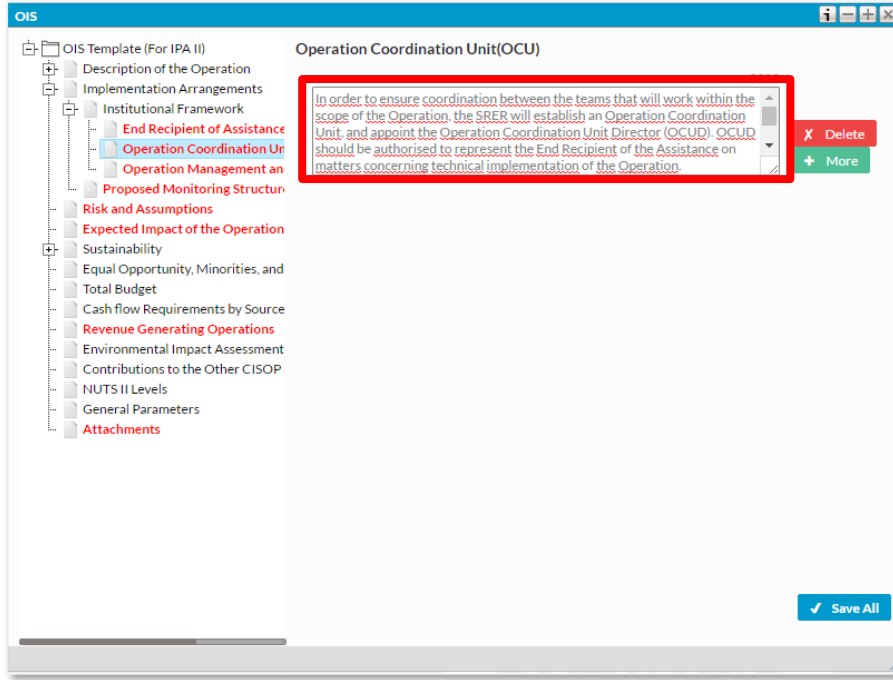 OIS
OIS Template (For IPA II)
Description of the Operation
Implementation Arrangements
Institutional Framework
End Recipient of Assistance
Operation Coordination Un
Operation Management an
Proposed Monitoring Structur
Risk and Assumptions
Expected Impact of the Operation
Sustainability
Equal Opportunity, Minorities, and
Total Budget
Cash flow Requirements by Source
Revenue Generating Operations
Environmental Impact Assessment
Contributions to the Other CISOP
NUTS II Levels
General Parameters
Attachments
Operation Coordination Unit(OCU)
In order to ensure coordination between the teams that will work within the
scope of the Operation, the SRER will establish an Operation Coordination
Unit, and appoint the Operation Coordination Unit Director (OCUD). OCUD
should be authorised to represent the End Recipient of the Assistance on
matters concerning technical implementation of the Operation.
X Delete
+ More
✓ Save All